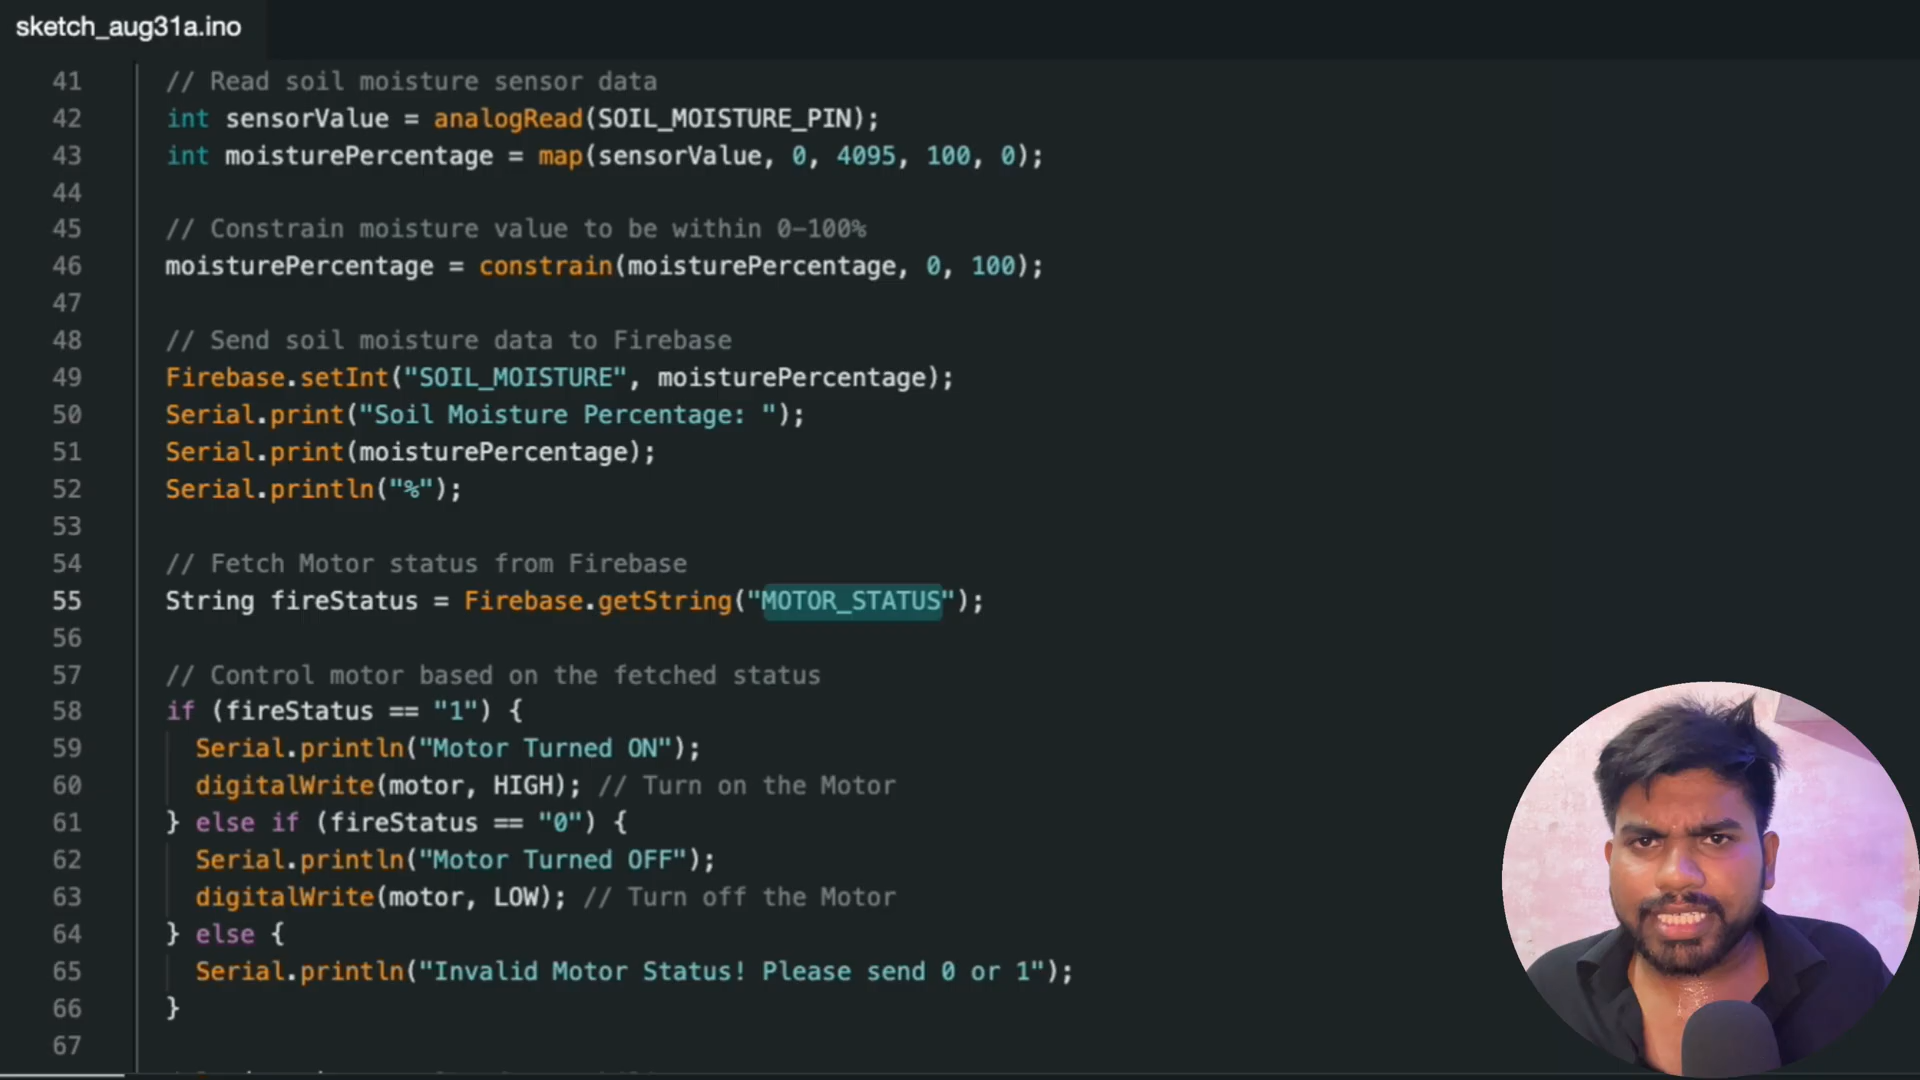 sketch_aug31a.ino
41 // Read soil moisture sensor data
42 int sensorValue = analogRead(SOIL_MOISTURE_PIN);
43 int moisturePercentage = map(sensorValue, 0, 4095, 100, 0);
44
45 // Constrain moisture value to be within 0-100%
46 moisturePercentage = constrain(moisturePercentage, 0, 100);
47
48 // Send soil moisture data to Firebase
49 Firebase.setInt("SOIL_MOISTURE", moisturePercentage);
50 Serial.print("Soil Moisture Percentage: ");
51 Serial.print(moisturePercentage);
52 Serial.println("%");
53
54 // Fetch Motor status from Firebase
55 String fireStatus = Firebase.getString("MOTOR_STATUS");
56
57 // Control motor based on the fetched status
58 if (fireStatus == "1") {
59 Serial.println("Motor Turned ON");
60 digitalWrite(motor, HIGH); // Turn on the Motor
61 } else if (fireStatus == "0") {
62 Serial.println("Motor Turned OFF");
63 digitalWrite(motor, LOW); // Turn off the Motor
64 } else {
65 Serial.println("Invalid Motor Status! Please send 0 or 1");
66 }
67